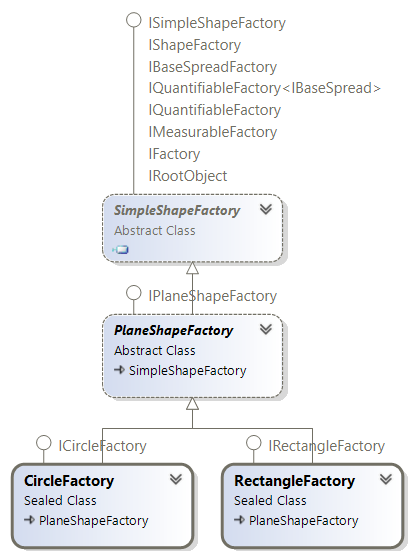 ISimpleShapeFactory
IShapeFactory
IBaseSpreadFactory
IQuantifiableFactory<IBaseSpread>
IQuantifiableFactory
IMeasurableFactory
IFactory
IRootObject
SimpleShapeFactory
Abstract Class
IPlaneShapeFactory
PlaneShapeFactory
Abstract Class
SimpleShapeFactory
ICircleFactory
IRectangleFactory
CircleFactory
Sealed Class
PlaneShapeFactory
RectangleFactory
Sealed Class
PlaneShapeFactory